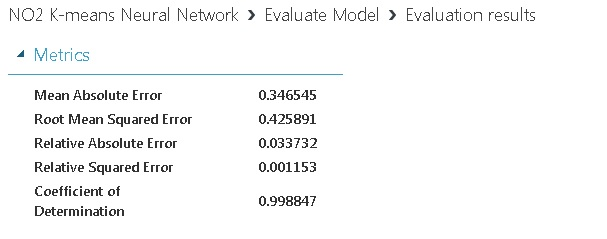 NO2 K-means Neural Network › Evaluate Model › Evaluation results
Metrics
Mean Absolute Error 0.346545
Root Mean Squared Error 0.425891
Relative Absolute Error 0.033732
Relative Squared Error 0.001153
Coefficient of
Determination 0.998847